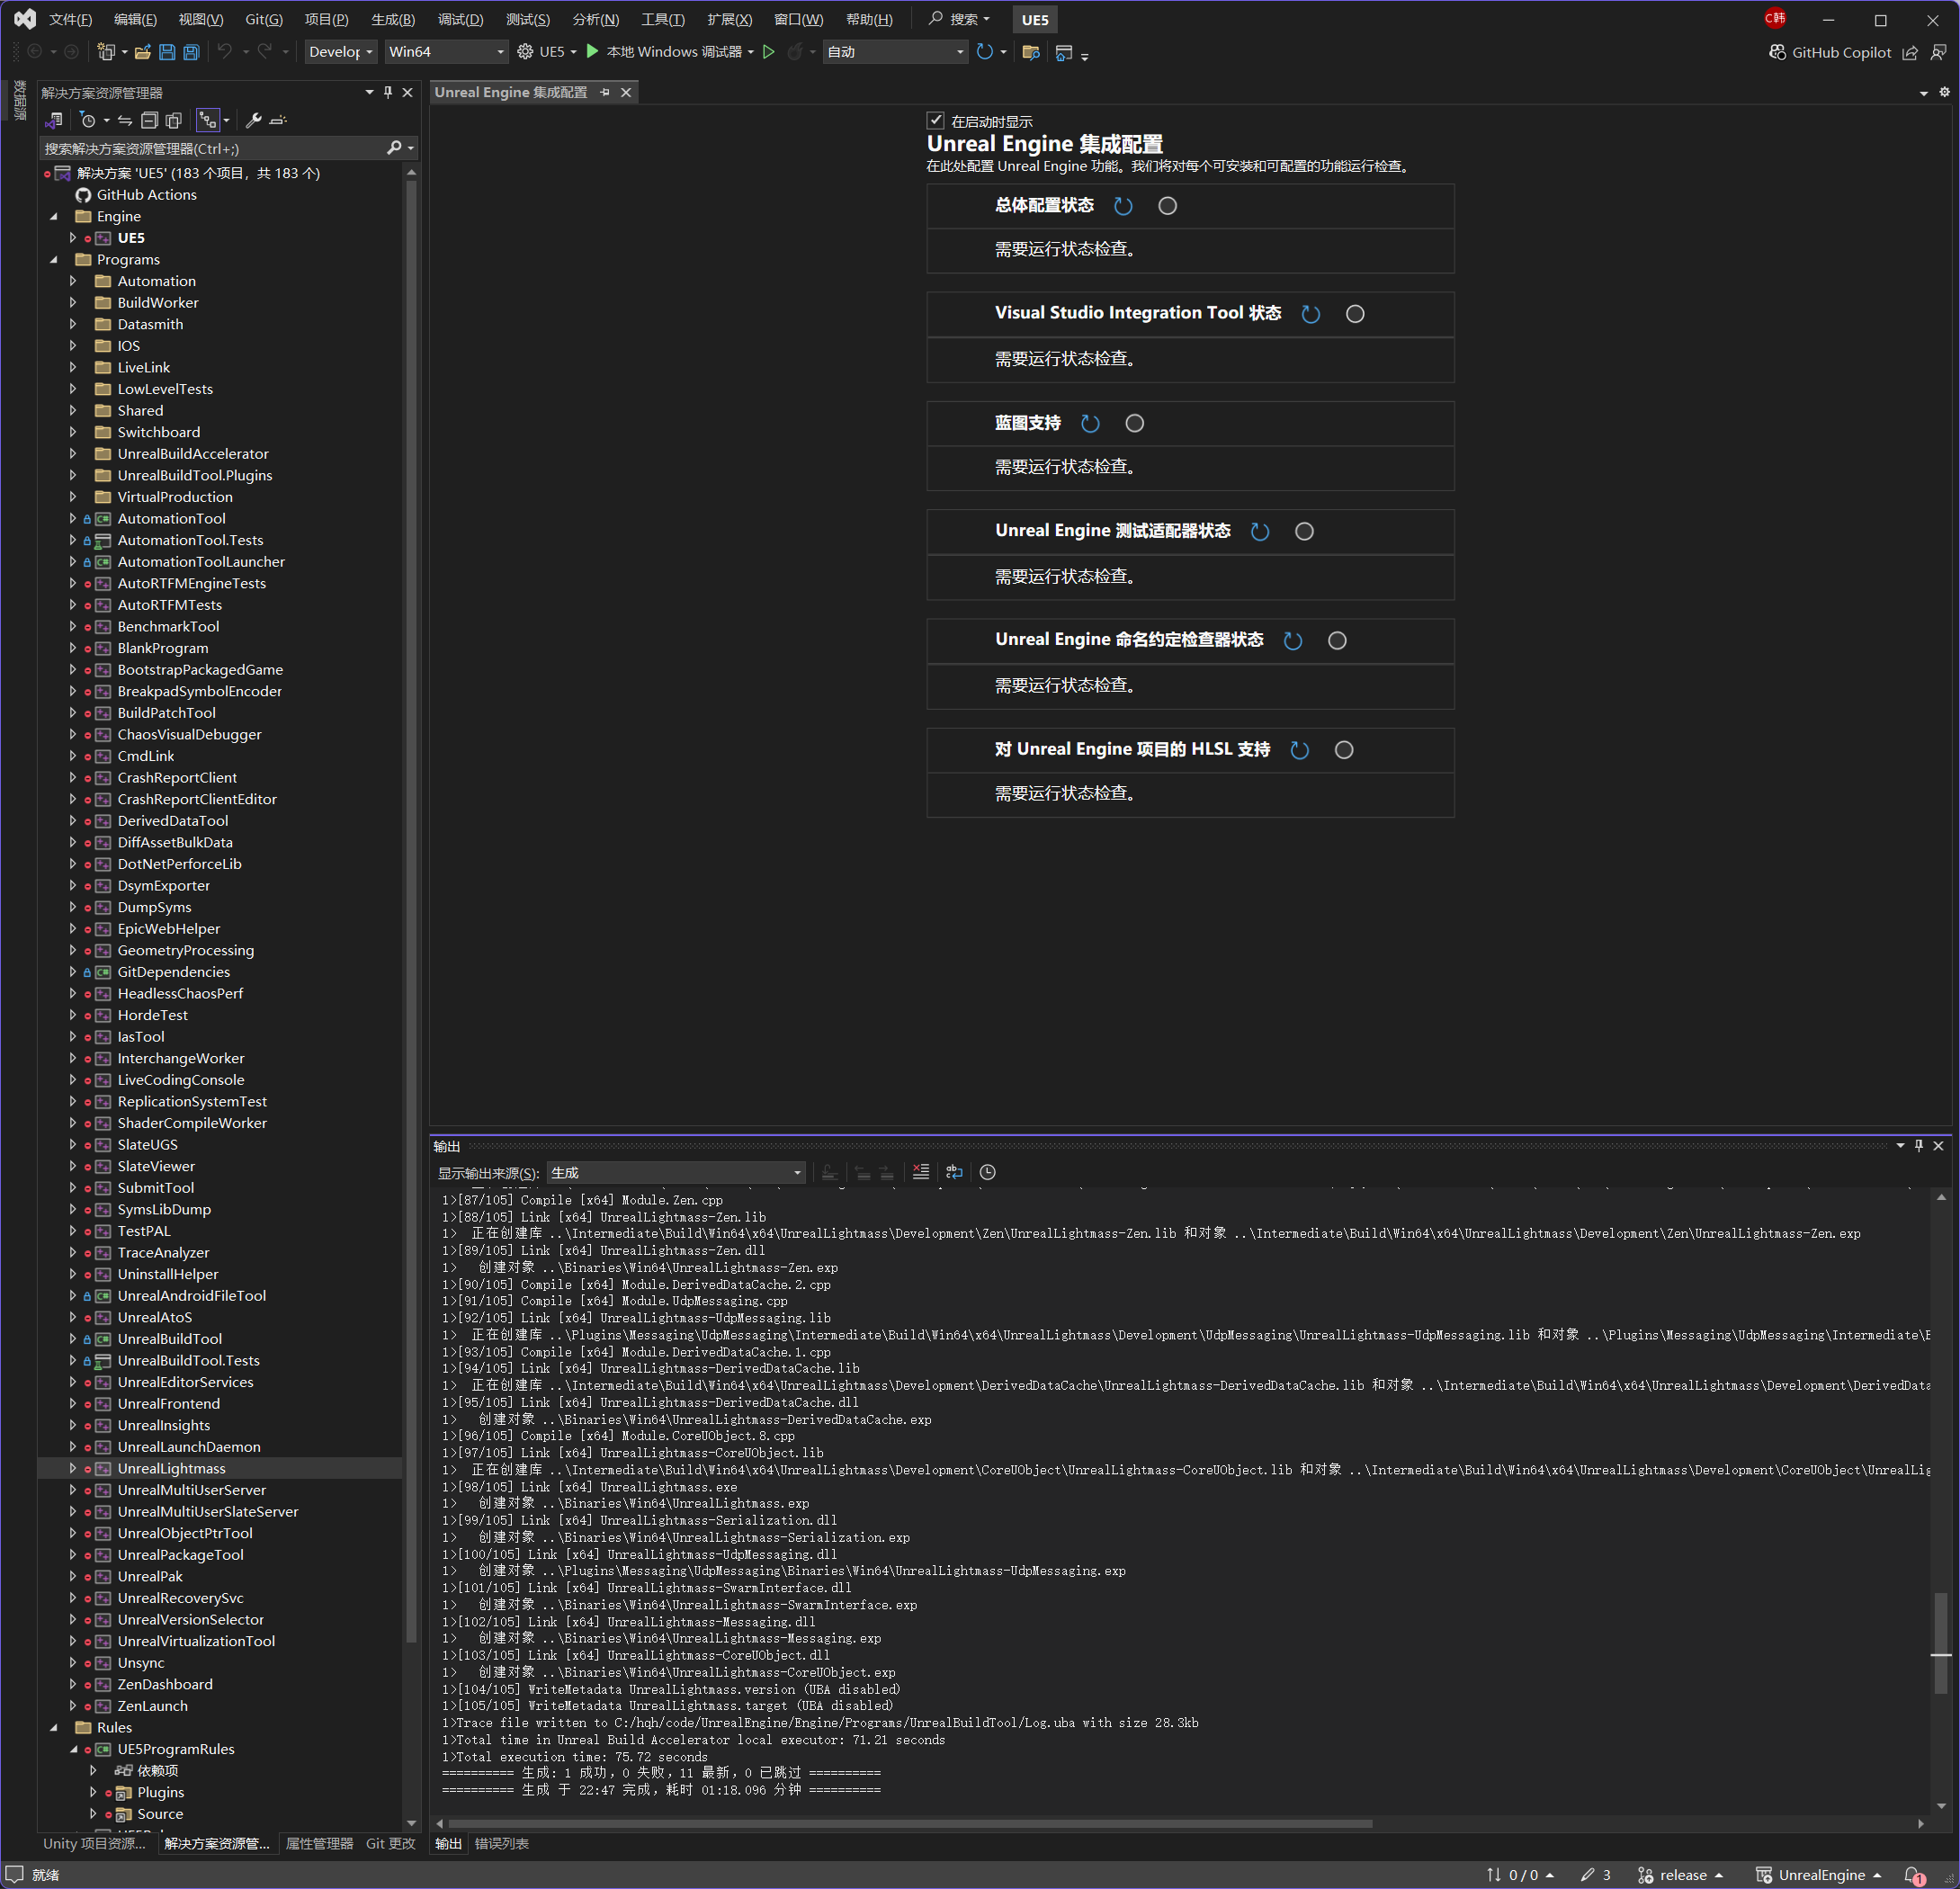 文件(F) 编辑(E) 视图(V) Git(G) 项目(P) 生成(B) 调试(D) 测试(S) 分析(N) 工具(T) 扩展(X) 窗口(W) 帮助(H) 搜索 UE5 C韩
Develop Win64 UE5 本地 Windows 调试器 自动 GitHub Copilot
数据源
解决方案资源管理器
搜索解决方案资源管理器(Ctrl+;)
解决方案 'UE5' (183 个项目，共 183 个)
GitHub Actions
Engine
UE5
Programs
Automation
BuildWorker
Datasmith
IOS
LiveLink
LowLevelTests
Shared
Switchboard
UnrealBuildAccelerator
UnrealBuildTool.Plugins
VirtualProduction
AutomationTool
AutomationTool.Tests
AutomationToolLauncher
AutoRTFMEngineTests
AutoRTFMTests
BenchmarkTool
BlankProgram
BootstrapPackagedGame
BreakpadSymbolEncoder
BuildPatchTool
ChaosVisualDebugger
CmdLink
CrashReportClient
CrashReportClientEditor
DerivedDataTool
DiffAssetBulkData
DotNetPerforceLib
DsymExporter
DumpSyms
EpicWebHelper
GeometryProcessing
GitDependencies
HeadlessChaosPerf
HordeTest
IasTool
InterchangeWorker
LiveCodingConsole
ReplicationSystemTest
ShaderCompileWorker
SlateUGS
SlateViewer
SubmitTool
SymsLibDump
TestPAL
TraceAnalyzer
UninstallHelper
UnrealAndroidFileTool
UnrealAtoS
UnrealBuildTool
UnrealBuildTool.Tests
UnrealEditorServices
UnrealFrontend
UnrealInsights
UnrealLaunchDaemon
UnrealLightmass
UnrealMultiUserServer
UnrealMultiUserSlateServer
UnrealObjectPtrTool
UnrealPackageTool
UnrealPak
UnrealRecoverySvc
UnrealVersionSelector
UnrealVirtualizationTool
Unsync
ZenDashboard
ZenLaunch
Rules
UE5ProgramRules
依赖项
Plugins
Source
Unity 项目资源... 解决方案资源管... 属性管理器 Git 更改
Unreal Engine 集成配置
在启动时显示
Unreal Engine 集成配置
在此处配置 Unreal Engine 功能。我们将对每个可安装和可配置的功能运行检查。
总体配置状态
需要运行状态检查。
Visual Studio Integration Tool 状态
需要运行状态检查。
蓝图支持
需要运行状态检查。
Unreal Engine 测试适配器状态
需要运行状态检查。
Unreal Engine 命名约定检查器状态
需要运行状态检查。
对 Unreal Engine 项目的 HLSL 支持
需要运行状态检查。
输出
显示输出来源(S): 生成
1>[87/105] Compile [x64] Module.Zen.cpp
1>[88/105] Link [x64] UnrealLightmass-Zen.lib
1>  正在创建库 ..\Intermediate\Build\Win64\x64\UnrealLightmass\Development\Zen\UnrealLightmass-Zen.lib 和对象 ..\Intermediate\Build\Win64\x64\UnrealLightmass\Development\Zen\UnrealLightmass-Zen.exp
1>[89/105] Link [x64] UnrealLightmass-Zen.dll
1>   创建对象 ..\Binaries\Win64\UnrealLightmass-Zen.exp
1>[90/105] Compile [x64] Module.DerivedDataCache.2.cpp
1>[91/105] Compile [x64] Module.UdpMessaging.cpp
1>[92/105] Link [x64] UnrealLightmass-UdpMessaging.lib
1>  正在创建库 ..\Plugins\Messaging\UdpMessaging\Intermediate\Build\Win64\x64\UnrealLightmass\Development\UdpMessaging\UnrealLightmass-UdpMessaging.lib 和对象 ..\Plugins\Messaging\UdpMessaging\Intermediate\B
1>[93/105] Compile [x64] Module.DerivedDataCache.1.cpp
1>[94/105] Link [x64] UnrealLightmass-DerivedDataCache.lib
1>  正在创建库 ..\Intermediate\Build\Win64\x64\UnrealLightmass\Development\DerivedDataCache\UnrealLightmass-DerivedDataCache.lib 和对象 ..\Intermediate\Build\Win64\x64\UnrealLightmass\Development\DerivedData
1>[95/105] Link [x64] UnrealLightmass-DerivedDataCache.dll
1>   创建对象 ..\Binaries\Win64\UnrealLightmass-DerivedDataCache.exp
1>[96/105] Compile [x64] Module.CoreUObject.8.cpp
1>[97/105] Link [x64] UnrealLightmass-CoreUObject.lib
1>  正在创建库 ..\Intermediate\Build\Win64\x64\UnrealLightmass\Development\CoreUObject\UnrealLightmass-CoreUObject.lib 和对象 ..\Intermediate\Build\Win64\x64\UnrealLightmass\Development\CoreUObject\UnrealLig
1>[98/105] Link [x64] UnrealLightmass.exe
1>   创建对象 ..\Binaries\Win64\UnrealLightmass.exp
1>[99/105] Link [x64] UnrealLightmass-Serialization.dll
1>   创建对象 ..\Binaries\Win64\UnrealLightmass-Serialization.exp
1>[100/105] Link [x64] UnrealLightmass-UdpMessaging.dll
1>   创建对象 ..\Plugins\Messaging\UdpMessaging\Binaries\Win64\UnrealLightmass-UdpMessaging.exp
1>[101/105] Link [x64] UnrealLightmass-SwarmInterface.dll
1>   创建对象 ..\Binaries\Win64\UnrealLightmass-SwarmInterface.exp
1>[102/105] Link [x64] UnrealLightmass-Messaging.dll
1>   创建对象 ..\Binaries\Win64\UnrealLightmass-Messaging.exp
1>[103/105] Link [x64] UnrealLightmass-CoreUObject.dll
1>   创建对象 ..\Binaries\Win64\UnrealLightmass-CoreUObject.exp
1>[104/105] WriteMetadata UnrealLightmass.version (UBA disabled)
1>[105/105] WriteMetadata UnrealLightmass.target (UBA disabled)
1>Trace file written to C:/hqh/code/UnrealEngine/Engine/Programs/UnrealBuildTool/Log.uba with size 28.3kb
1>Total time in Unreal Build Accelerator local executor: 71.21 seconds
1>Total execution time: 75.72 seconds
========== 生成: 1 成功，0 失败，11 最新，0 已跳过 ==========
========== 生成 于 22:47 完成，耗时 01:18.096 分钟 ==========
输出 错误列表
就绪 0 / 0 3 release UnrealEngine 1